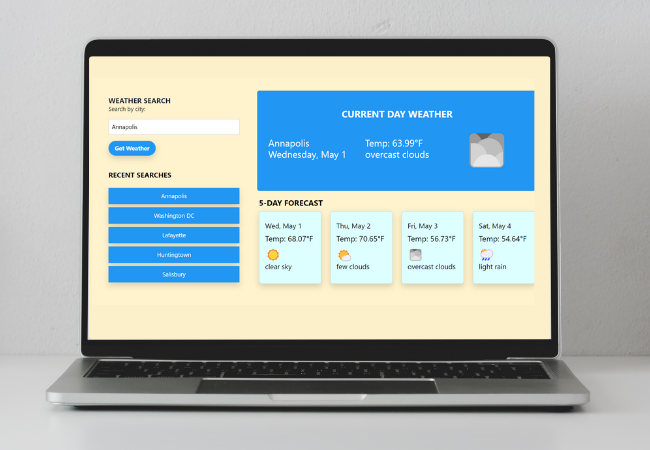 WEATHER SEARCH
Search by city:
Annapolis
Get Weather
RECENT SEARCHES
Annapolis
Washington DC
Lafayette
Huntingtown
Salisbury
CURRENT DAY WEATHER
Annapolis
Wednesday, May 1
Temp: 63.99°F
overcast clouds
5-DAY FORECAST
Wed, May 1
Temp: 68.07°F
clear sky
Thu, May 2
Temp: 70.65°F
few clouds
Fri, May 3
Temp: 56.73°F
overcast clouds
Sat, May 4
Temp: 54.64°F
light rain